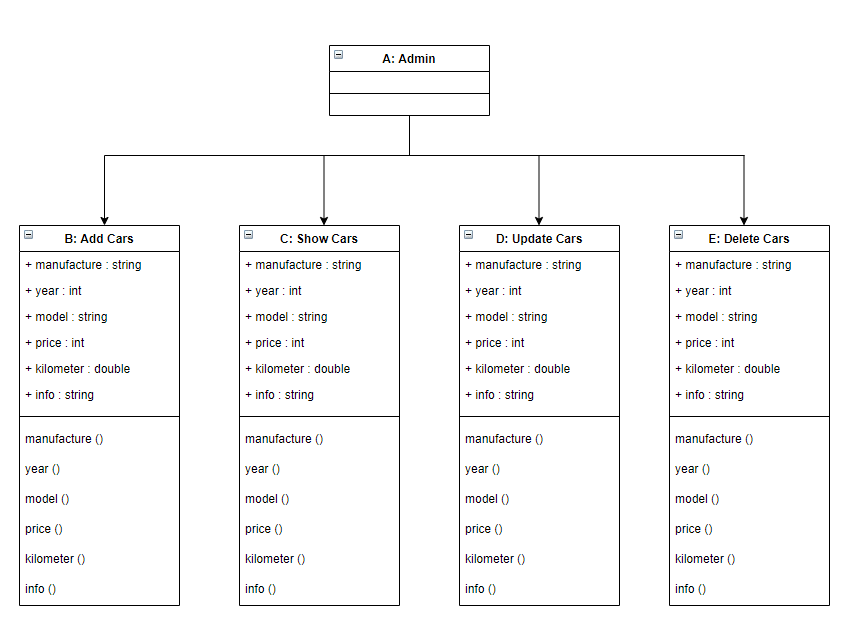 A: Admin
B: Add Cars
+ manufacture : string
+ year : int
+ model : string
+ price : int
+ kilometer : double
+ info : string
manufacture ()
year ()
model ()
price ()
kilometer ()
info ()
C: Show Cars
+ manufacture : string
+ year : int
+ model : string
+ price : int
+ kilometer : double
+ info : string
manufacture ()
year ()
model ()
price ()
kilometer ()
info ()
D: Update Cars
+ manufacture : string
+ year : int
+ model : string
+ price : int
+ kilometer : double
+ info : string
manufacture ()
year ()
model ()
price ()
kilometer ()
info ()
E: Delete Cars
+ manufacture : string
+ year : int
+ model : string
+ price : int
+ kilometer : double
+ info : string
manufacture ()
year ()
model ()
price ()
kilometer ()
info ()